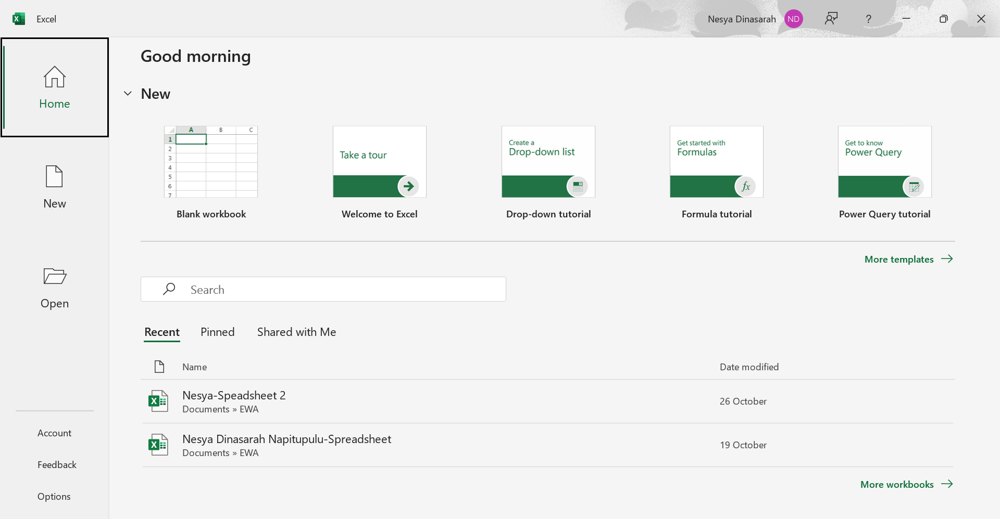 Excel
Nesya Dinasarah ND ?
Good morning
Home
New
A B C
1
2
3
4
5
6
7
Take a tour
Create a
Drop-down list
Get started with
Formulas
fx
Get to know
Power Query
Blank workbook
Welcome to Excel
Drop-down tutorial
Formula tutorial
Power Query tutorial
New
More templates
Open
Search
Recent Pinned Shared with Me
Name Date modified
Nesya-Speadsheet 2
Documents » EWA
26 October
Nesya Dinasarah Napitupulu-Spreadsheet
Documents » EWA
19 October
More workbooks
Account
Feedback
Options